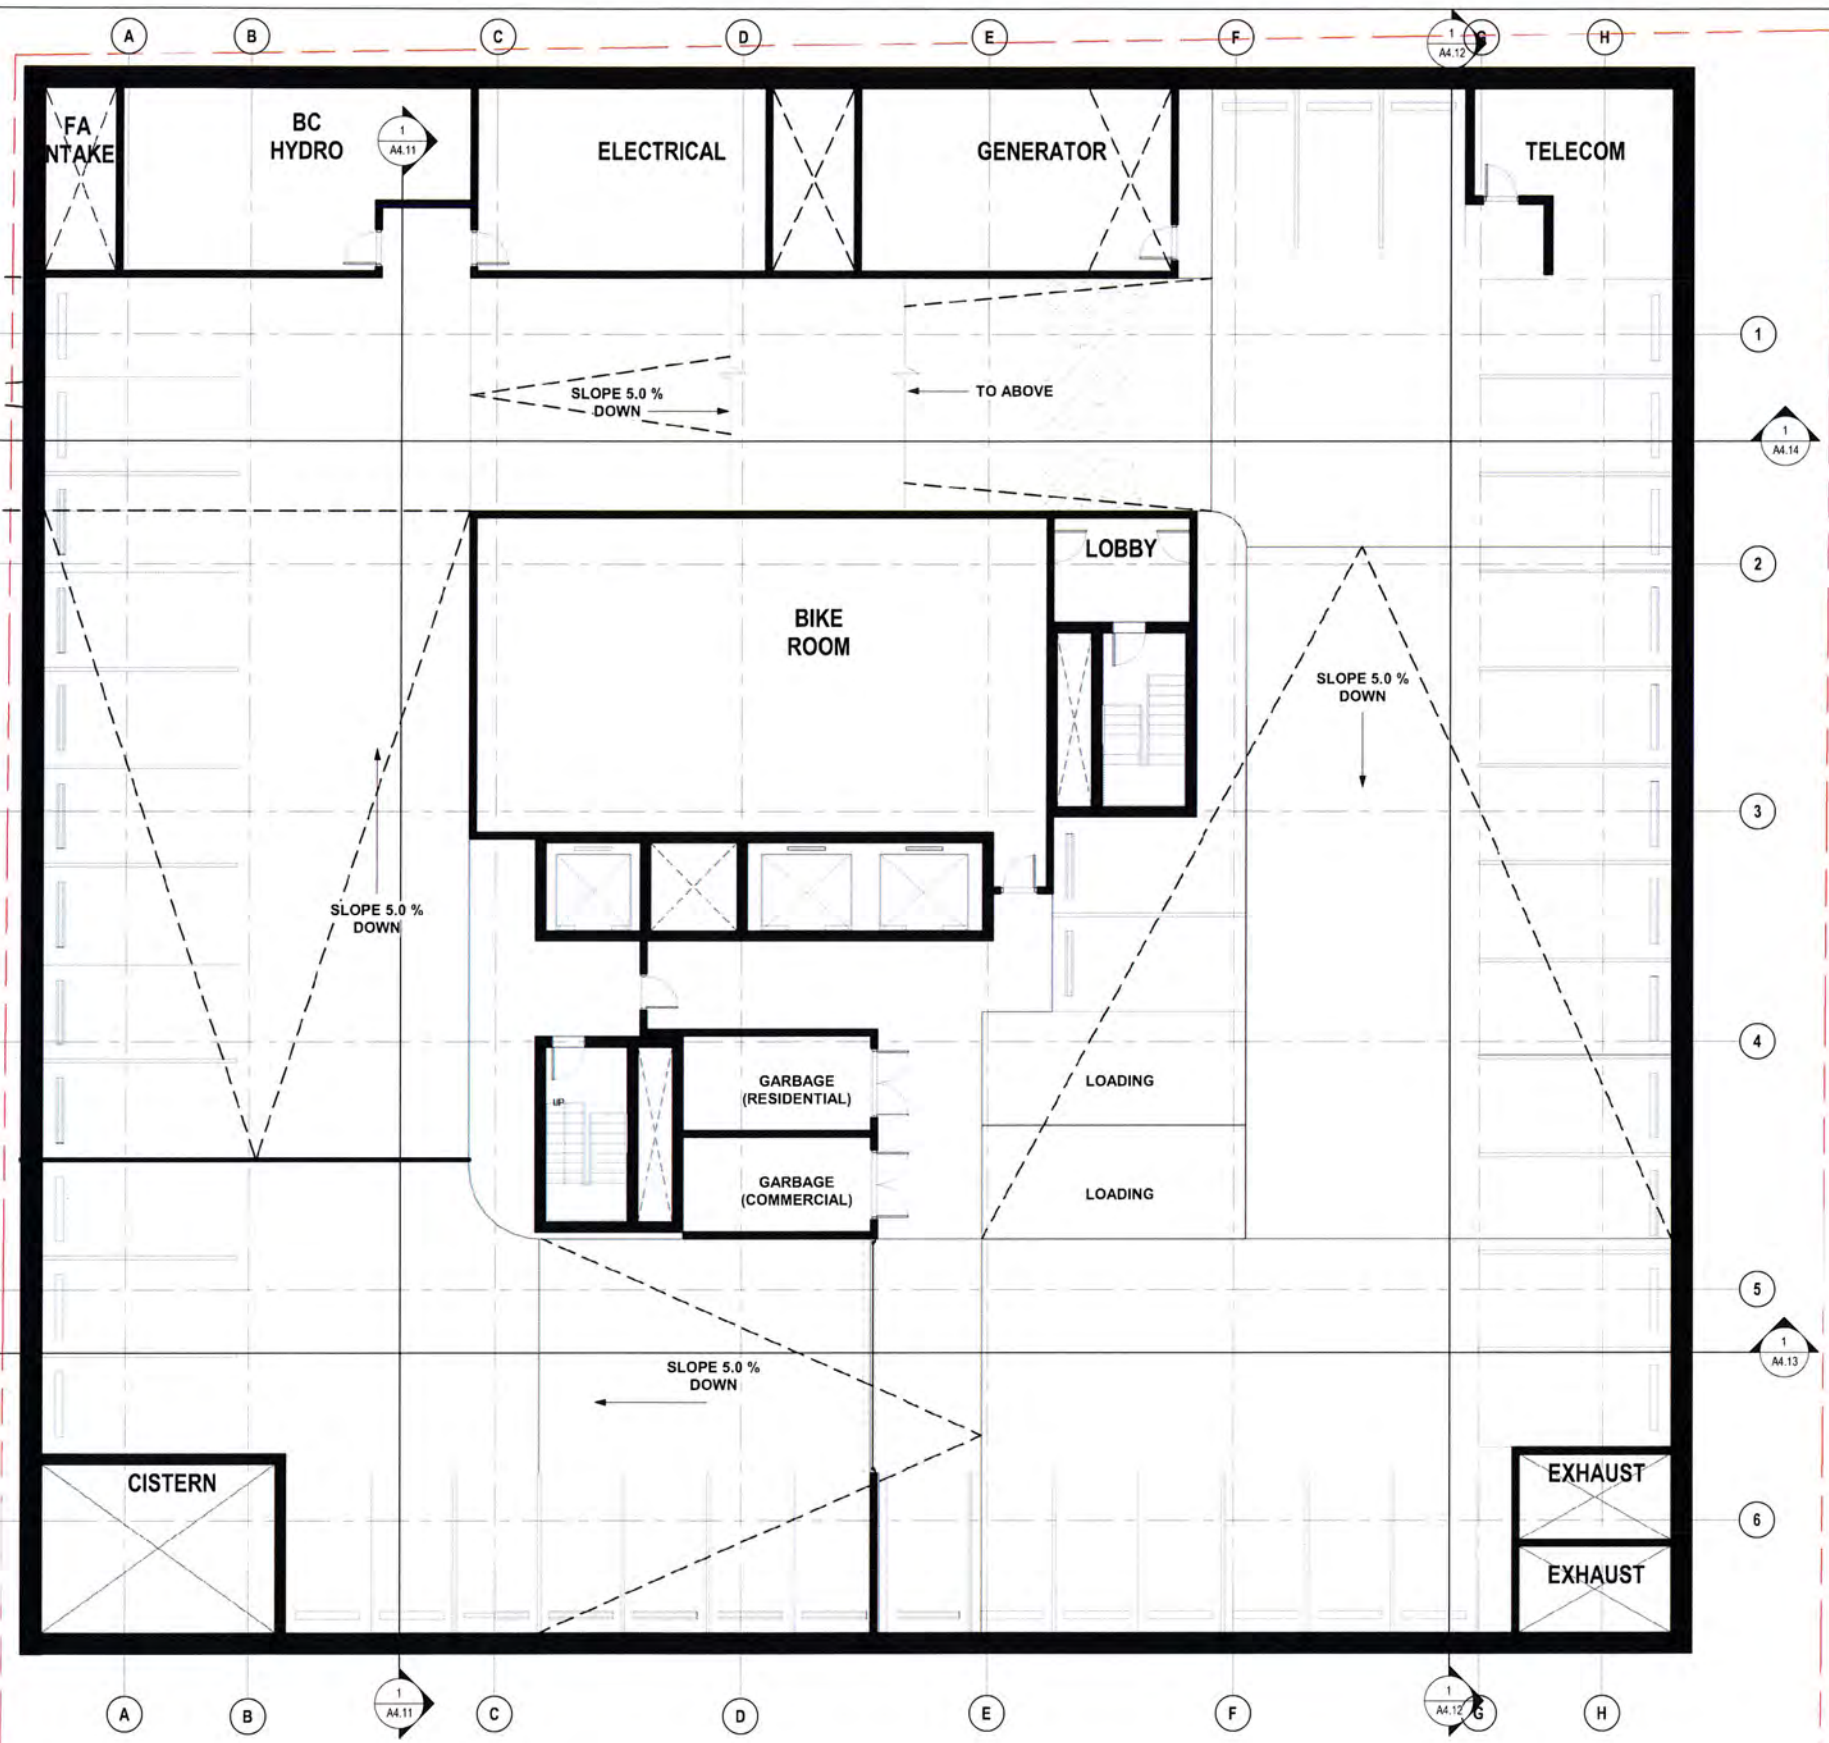 A B C D E F 1 G H
A4.12
FA
NTAKE
BC
HYDRO
1
A4.11
ELECTRICAL
GENERATOR
TELECOM
1
SLOPE 5.0 %
DOWN
TO ABOVE
1
A4.14
LOBBY
2
BIKE
ROOM
SLOPE 5.0 %
DOWN
3
SLOPE 5.0 %
DOWN
4
GARBAGE
(RESIDENTIAL)
LOADING
UP
GARBAGE
(COMMERCIAL)
LOADING
5
SLOPE 5.0 %
DOWN
1
A4.13
CISTERN
EXHAUST
6
EXHAUST
A B 1 C D E F 1 G H
A4.11 A4.12